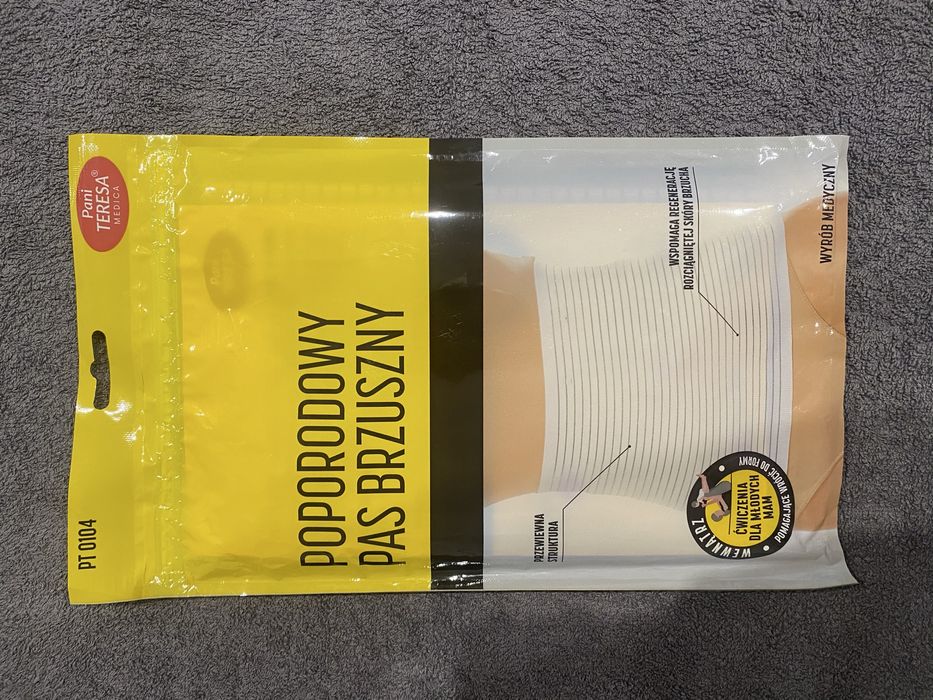 PT 0104
Pani
TERESA®
MEDICA
POPORODOWY
PAS BRZUSZNY
PRZEWIEWNA
STRUKTURA
WSPOMAGA REGENERACJĘ
ROZCIĄGNIĘTEJ SKÓRY BRZUCHA
WEWNĄTRZ
ĆWICZENIA
DLA MŁODYCH
MAM
POMAGAJĄCE WRÓCIĆ DO FORMY
WYRÓB MEDYCZNY